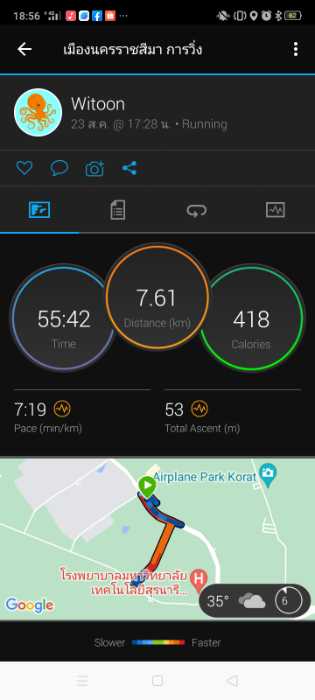 18:56
82
เมืองนครราชสีมา การวิ่ง
Witoon
23 ส.ค. @ 17:28 น. • Running
55:42
Time
7.61
Distance (km)
418
Calories
7:19
Pace (min/km)
53
Total Ascent (m)
Airplane Park Korat
โรงพยาบาลมหาวิทยาลัย
เทคโนโลยีสุรนารี...
H
Google
35°
6
Slower
Faster